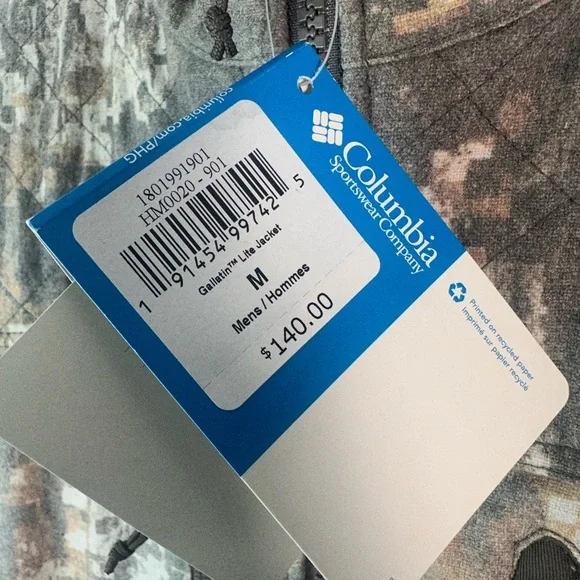 columbia.com/PHG
1801991901
HM0020 - 901
1 91454 99742 5
Gallatin™ Lite Jacket
M
Mens / Hommes
$140.00
Columbia
Sportswear Company
Printed on recycled paper
imprimé sur papier recyclé